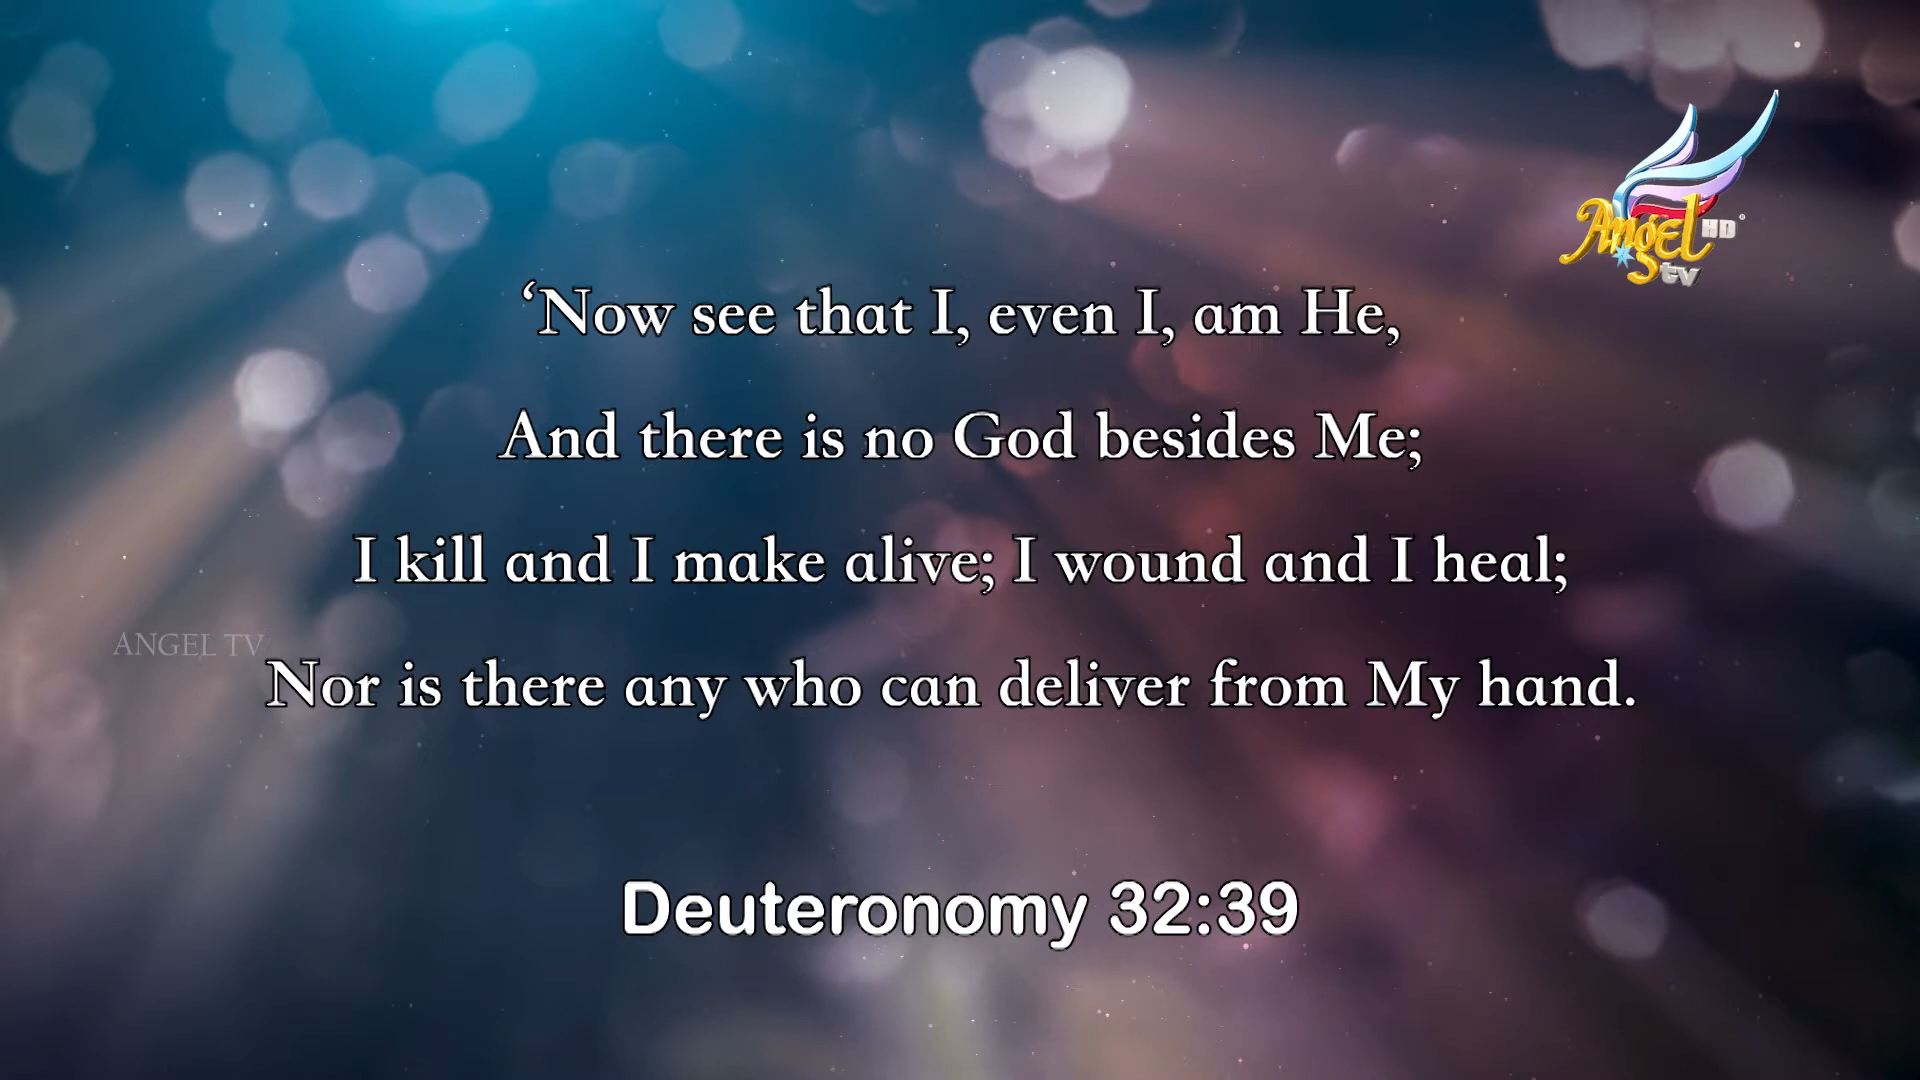 Angel HD
tv
‘Now see that I, even I, am He,
And there is no God besides Me;
I kill and I make alive; I wound and I heal;
ANGEL TV
Nor is there any who can deliver from My hand.
Deuteronomy 32:39